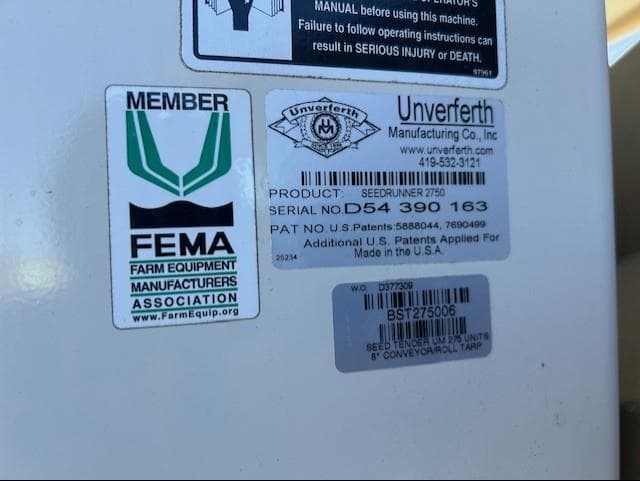 MANUAL before using this machine.
Failure to follow operating instructions can
result in SERIOUS INJURY or DEATH.
97961
MEMBER
FEMA
FARM EQUIPMENT
MANUFACTURERS
ASSOCIATION
www.FarmEquip.org
Unverferth
Unverferth
Manufacturing Co., Inc
www.unverferth.com
419-532-3121
PRODUCT: SEEDRUNNER 2750
SERIAL NO.D54 390 163
PAT NO. U.S.Patents:5888044, 7690499
Additional U.S. Patents Applied For
25234 Made in the U.S.A.
W.O. D377309
BST275006
SEED TENDER UM 275 UNITS
8" CONVEYOR/ROLL TARP